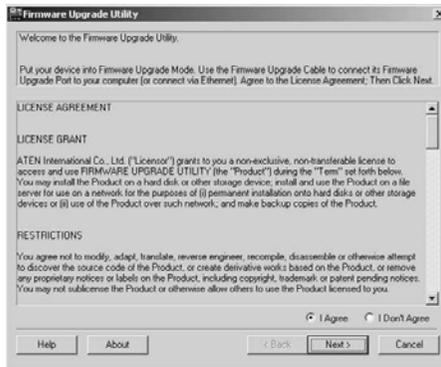 Firmware Upgrade Utility
Welcome to the Firmware Upgrade Utility.
Put your device into Firmware Upgrade Mode. Use the Firmware Upgrade Cable to connect its Firmware
Upgrade Port to your computer (or connect via Ethernet). Agree to the License Agreement; Then Click Next.
LICENSE AGREEMENT
LICENSE GRANT
ATEN International Co., Ltd. ("Licensor") grants to you a non-exclusive, non-transferable license to
access and use FIRMWARE UPGRADE UTILITY (the "Product") during the "Term" set forth below.
You may install the Product on a hard disk or other storage device; install and use the Product on a file
server for use on a network for the purposes of (i) permanent installation onto hard disks or other storage
devices or (ii) use of the Product over such network; and make backup copies of the Product.
RESTRICTIONS
You agree not to modify, adapt, translate, reverse engineer, recompile, disassemble or otherwise attempt
to discover the source code of the Product, or create derivative works based on the Product, or remove
any proprietary notices or labels on the Product, including copyright, trademark or patent pending notices.
You may not sublicense the Product or otherwise allow others to use the Product licensed to you.
I Agree I Don't Agree
Help About < Back Next > Cancel